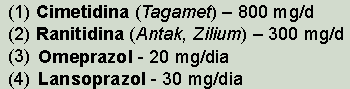 (1) Cimetidina (Tagamet) – 800 mg/d
(2) Ranitidina (Antak, Zilium) – 300 mg/d
(3) Omeprazol - 20 mg/dia
(4) Lansoprazol - 30 mg/dia